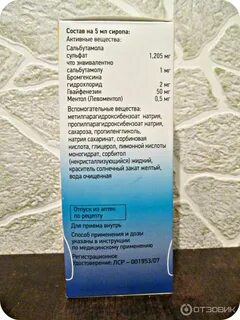 Состав на 5 мл сиропа:
Активные вещества:
Сальбутамола
сульфат 1,205 мг
что эквивалентно
сальбутамолу 1 мг
Бромгексина
гидрохлорид 2 мг
Гвайфенезин 50 мг
Ментол (Левоментол) 0,5 мг
Вспомогательные вещества:
метилпарагидроксибензоат натрия,
пропилпарагидроксибензоат натрия,
сахароза, пропиленгликоль,
натрия сахаринат, сорбиновая
кислота, глицерол, лимонной кислоты
моногидрат, сорбитол
(некристаллизующийся) жидкий,
краситель солнечный закат желтый,
вода очищенная
Отпуск из аптек
по рецепту
Для приема внутрь
Способ применения и дозы
указаны в инструкции
по медицинскому применению
Регистрационное
удостоверение ЛСР – 001953/07
ОТЗОВИК